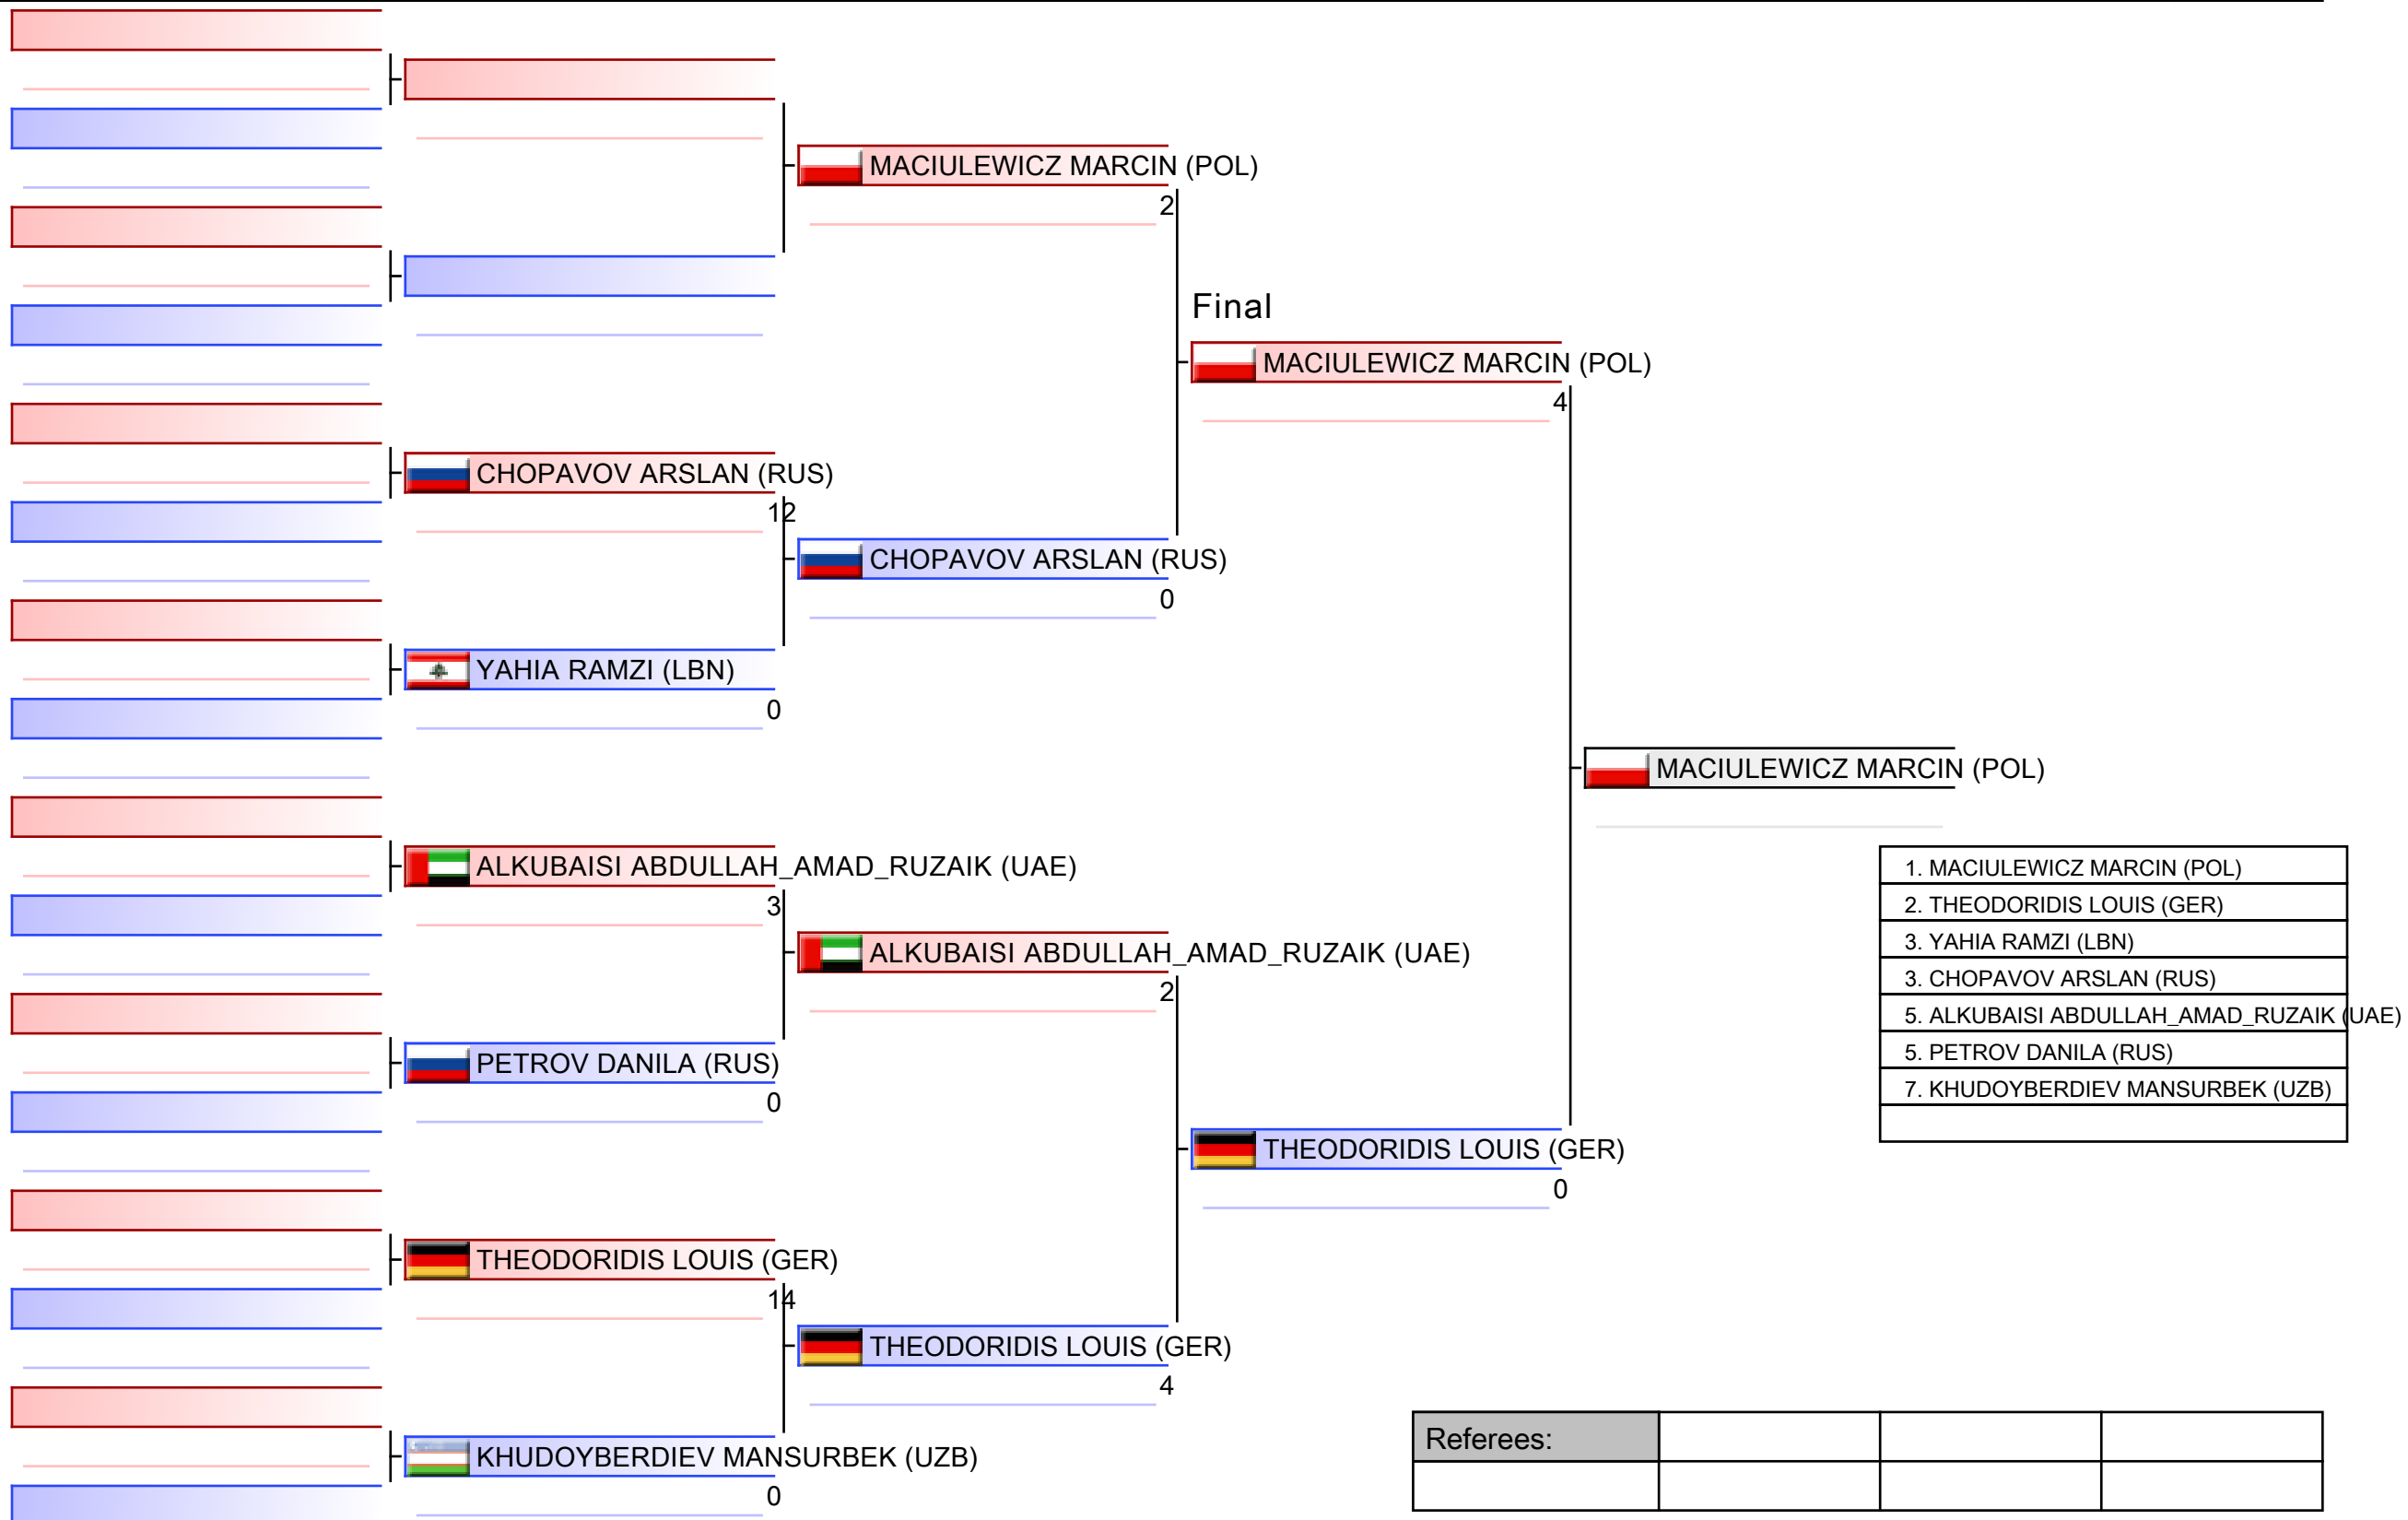 MACIULEWICZ MARCIN (POL)
2
Final
MACIULEWICZ MARCIN (POL)
4
CHOPAVOV ARSLAN (RUS)
12
CHOPAVOV ARSLAN (RUS)
0
YAHIA RAMZI (LBN)
0
MACIULEWICZ MARCIN (POL)
ALKUBAISI ABDULLAH_AMAD_RUZAIK (UAE)
3
ALKUBAISI ABDULLAH_AMAD_RUZAIK (UAE)
2
PETROV DANILA (RUS)
0
THEODORIDIS LOUIS (GER)
0
THEODORIDIS LOUIS (GER)
14
THEODORIDIS LOUIS (GER)
4
KHUDOYBERDIEV MANSURBEK (UZB)
0
1. MACIULEWICZ MARCIN (POL)
2. THEODORIDIS LOUIS (GER)
3. YAHIA RAMZI (LBN)
3. CHOPAVOV ARSLAN (RUS)
5. ALKUBAISI ABDULLAH_AMAD_RUZAIK (UAE)
5. PETROV DANILA (RUS)
7. KHUDOYBERDIEV MANSURBEK (UZB)
Referees: